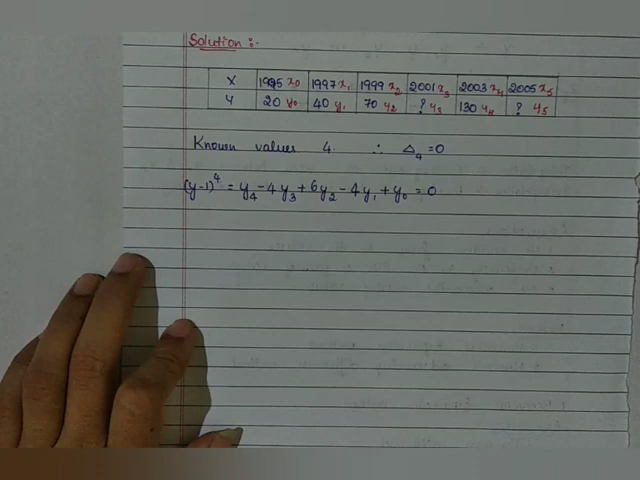 Solution :-
X 1995 x₀ 1997 x₁ 1999 x₂ 2001 x₃ 2003 x₄ 2005 x₅
Y 20 y₀ 40 y₁ 70 y₂ ? y₃ 130 y₄ ? y₅
Known values 4. ∴ Δ₄ = 0
(y-1)⁴ = y₄ - 4y₃ + 6y₂ - 4y₁ + y₀ = 0